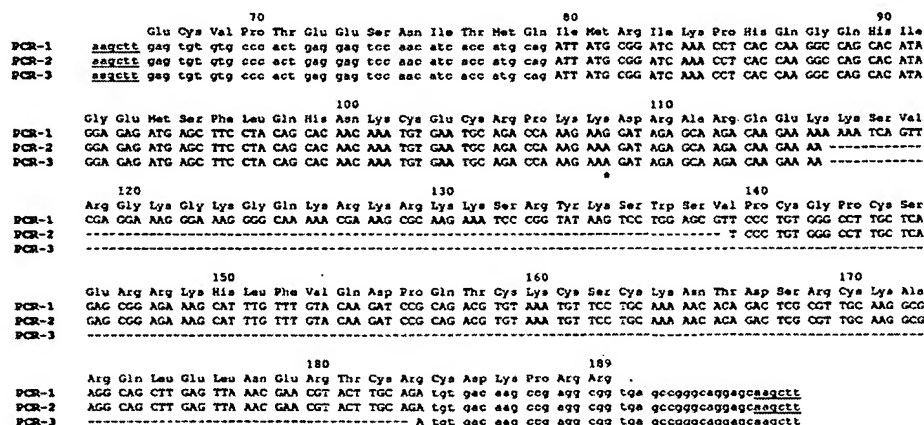 70 80 90
Glu Cys Val Pro Thr Glu Glu Ser Asn Ile Thr Met Gln Ile Met Arg Ile Lys Pro His Gln Gly Gln His Ile
PCR-1 aagctt gag tgt gtg ccc act gag gag tcc aac atc acc atg cag ATT ATG CGG ATC AAA CCT CAC CAA GGC CAG CAC ATA
PCR-2 aagctt gag tgt gtg ccc act gag gag tcc aac atc acc atg cag ATT ATG CGG ATC AAA CCT CAC CAA GGC CAG CAC ATA
PCR-3 aagctt gag tgt gtg ccc act gag gag tcc aac atc acc atg cag ATT ATG CGG ATC AAA CCT CAC CAA GGC CAG CAC ATA
100 110
Gly Glu Met Ser Phe Leu Gln His Asn Lys Cys Glu Cys Arg Pro Lys Lys Asp Arg Ala Arg Gln Glu Lys Lys Ser Val
PCR-1 GGA GAG ATG AGC TTC CTA CAG CAC AAC AAA TGT GAA TGC AGA CCA AAG AAG GAT AGA GCA AGA CAA GAA AAA AAA TCA GTT
PCR-2 GGA GAG ATG AGC TTC CTA CAG CAC AAC AAA TGT GAA TGC AGA CCA AAG AAA GAT AGA GCA AGA CAA GAA AA -----------
PCR-3 GGA GAG ATG AGC TTC CTA CAG CAC AAC AAA TGT GAA TGC AGA CCA AAG AAA GAT AGA GCA AGA CAA GAA AA -----------
*
120 130 140
Arg Gly Lys Gly Lys Gly Gln Lys Arg Lys Arg Lys Lys Ser Arg Tyr Lys Ser Trp Ser Val Pro Cys Gly Pro Cys Ser
PCR-1 CGA GGA AAG GGA AAG GGG CAA AAA CGA AAG CGC AAG AAA TCC CGG TAT AAG TCC TGG AGC GTT CCC TGT GGG CCT TGC TCA
PCR-2 ----------------------------------------------------------------------------------- T CCC TGT GGG CCT TGC TCA
PCR-3 -----------------------------------------------------------------------------------------------------------
150 160 170
Glu Arg Arg Lys His Leu Phe Val Gln Asp Pro Gln Thr Cys Lys Cys Ser Cys Lys Asn Thr Asp Ser Arg Cys Lys Ala
PCR-1 GAG CGG AGA AAG CAT TTG TTT GTA CAA GAT CCG CAG ACG TGT AAA TGT TCC TGC AAA AAC ACA GAC TCG CGT TGC AAG GCG
PCR-2 GAG CGG AGA AAG CAT TTG TTT GTA CAA GAT CCG CAG ACG TGT AAA TGT TCC TGC AAA AAC ACA GAC TCG CGT TGC AAG GCG
PCR-3 -----------------------------------------------------------------------------------------------------------
180 189
Arg Gln Leu Glu Leu Asn Glu Arg Thr Cys Arg Cys Asp Lys Pro Arg Arg
PCR-1 AGG CAG CTT GAG TTA AAC GAA CGT ACT TGC AGA tgt gac aag ccg agg cgg tga gccgggcaggagcaagctt
PCR-2 AGG CAG CTT GAG TTA AAC GAA CGT ACT TGC AGA tgt gac aag ccg agg cgg tga gccgggcaggagcaagctt
PCR-3 ----------------------------------------- A tgt gac aag ccg agg cgg tga gccgggcaggagcaagctt